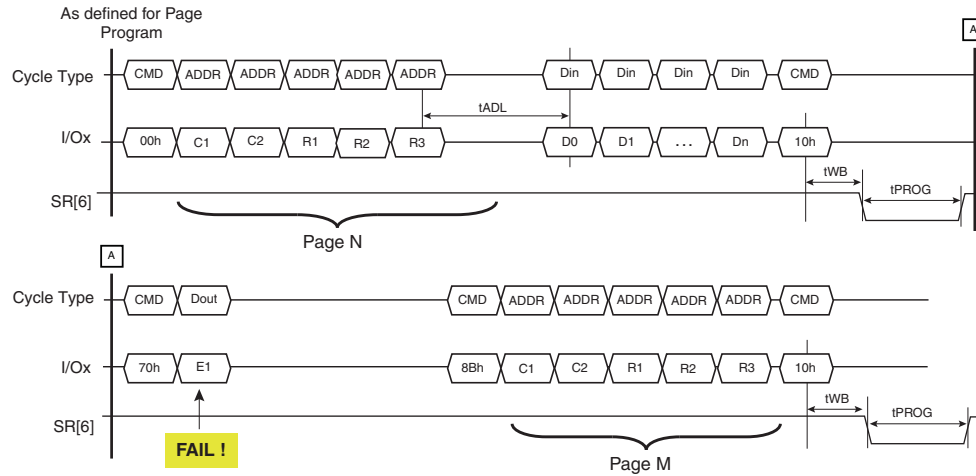 As defined for Page
Program
A
Cycle Type
CMD ADDR ADDR ADDR ADDR ADDR Din Din Din Din CMD
tADL
I/Ox
00h C1 C2 R1 R2 R3 D0 D1 ... Dn 10h
tWB
tPROG
SR[6]
Page N
A
Cycle Type
CMD Dout CMD ADDR ADDR ADDR ADDR ADDR CMD
I/Ox
70h E1 8Bh C1 C2 R1 R2 R3 10h
tWB
tPROG
SR[6]
FAIL !
Page M